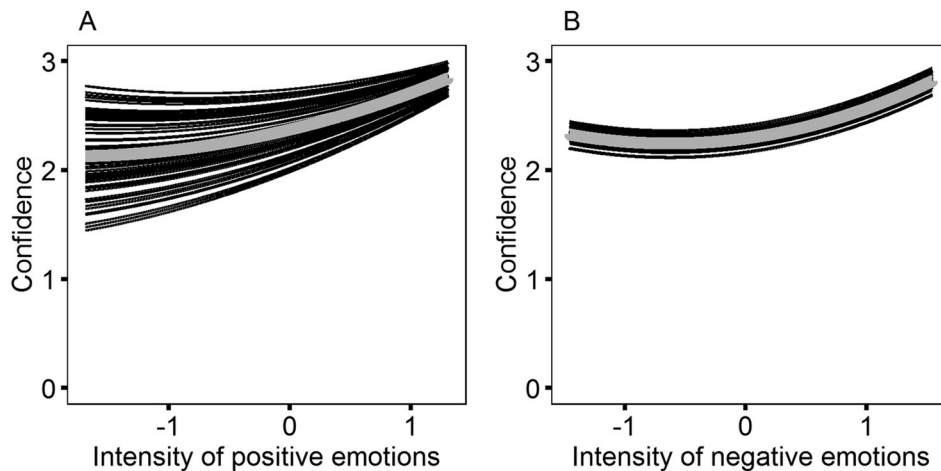 A
B
3
2
1
0
Confidence
-1 0 1
Intensity of positive emotions
3
2
1
0
Confidence
-1 0 1
Intensity of negative emotions